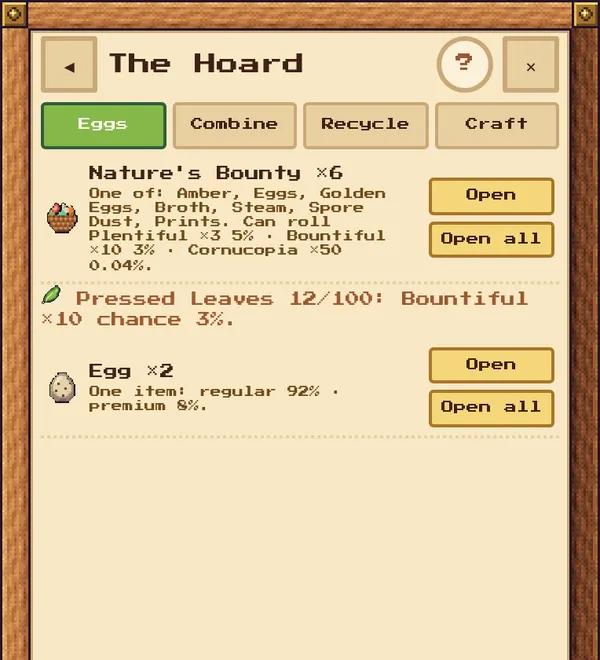 ◀ The Hoard ? ×
Eggs Combine Recycle Craft
Nature's Bounty ×6
One of: Amber, Eggs, Golden
Eggs, Broth, Steam, Spore
Dust, Prints. Can roll
Plentiful ×3 5% · Bountiful
×10 3% · Cornucopia ×50
0.04%.
Open
Open all
Pressed Leaves 12/100: Bountiful
×10 chance 3%.
Egg ×2
One item: regular 92% ·
premium 8%.
Open
Open all